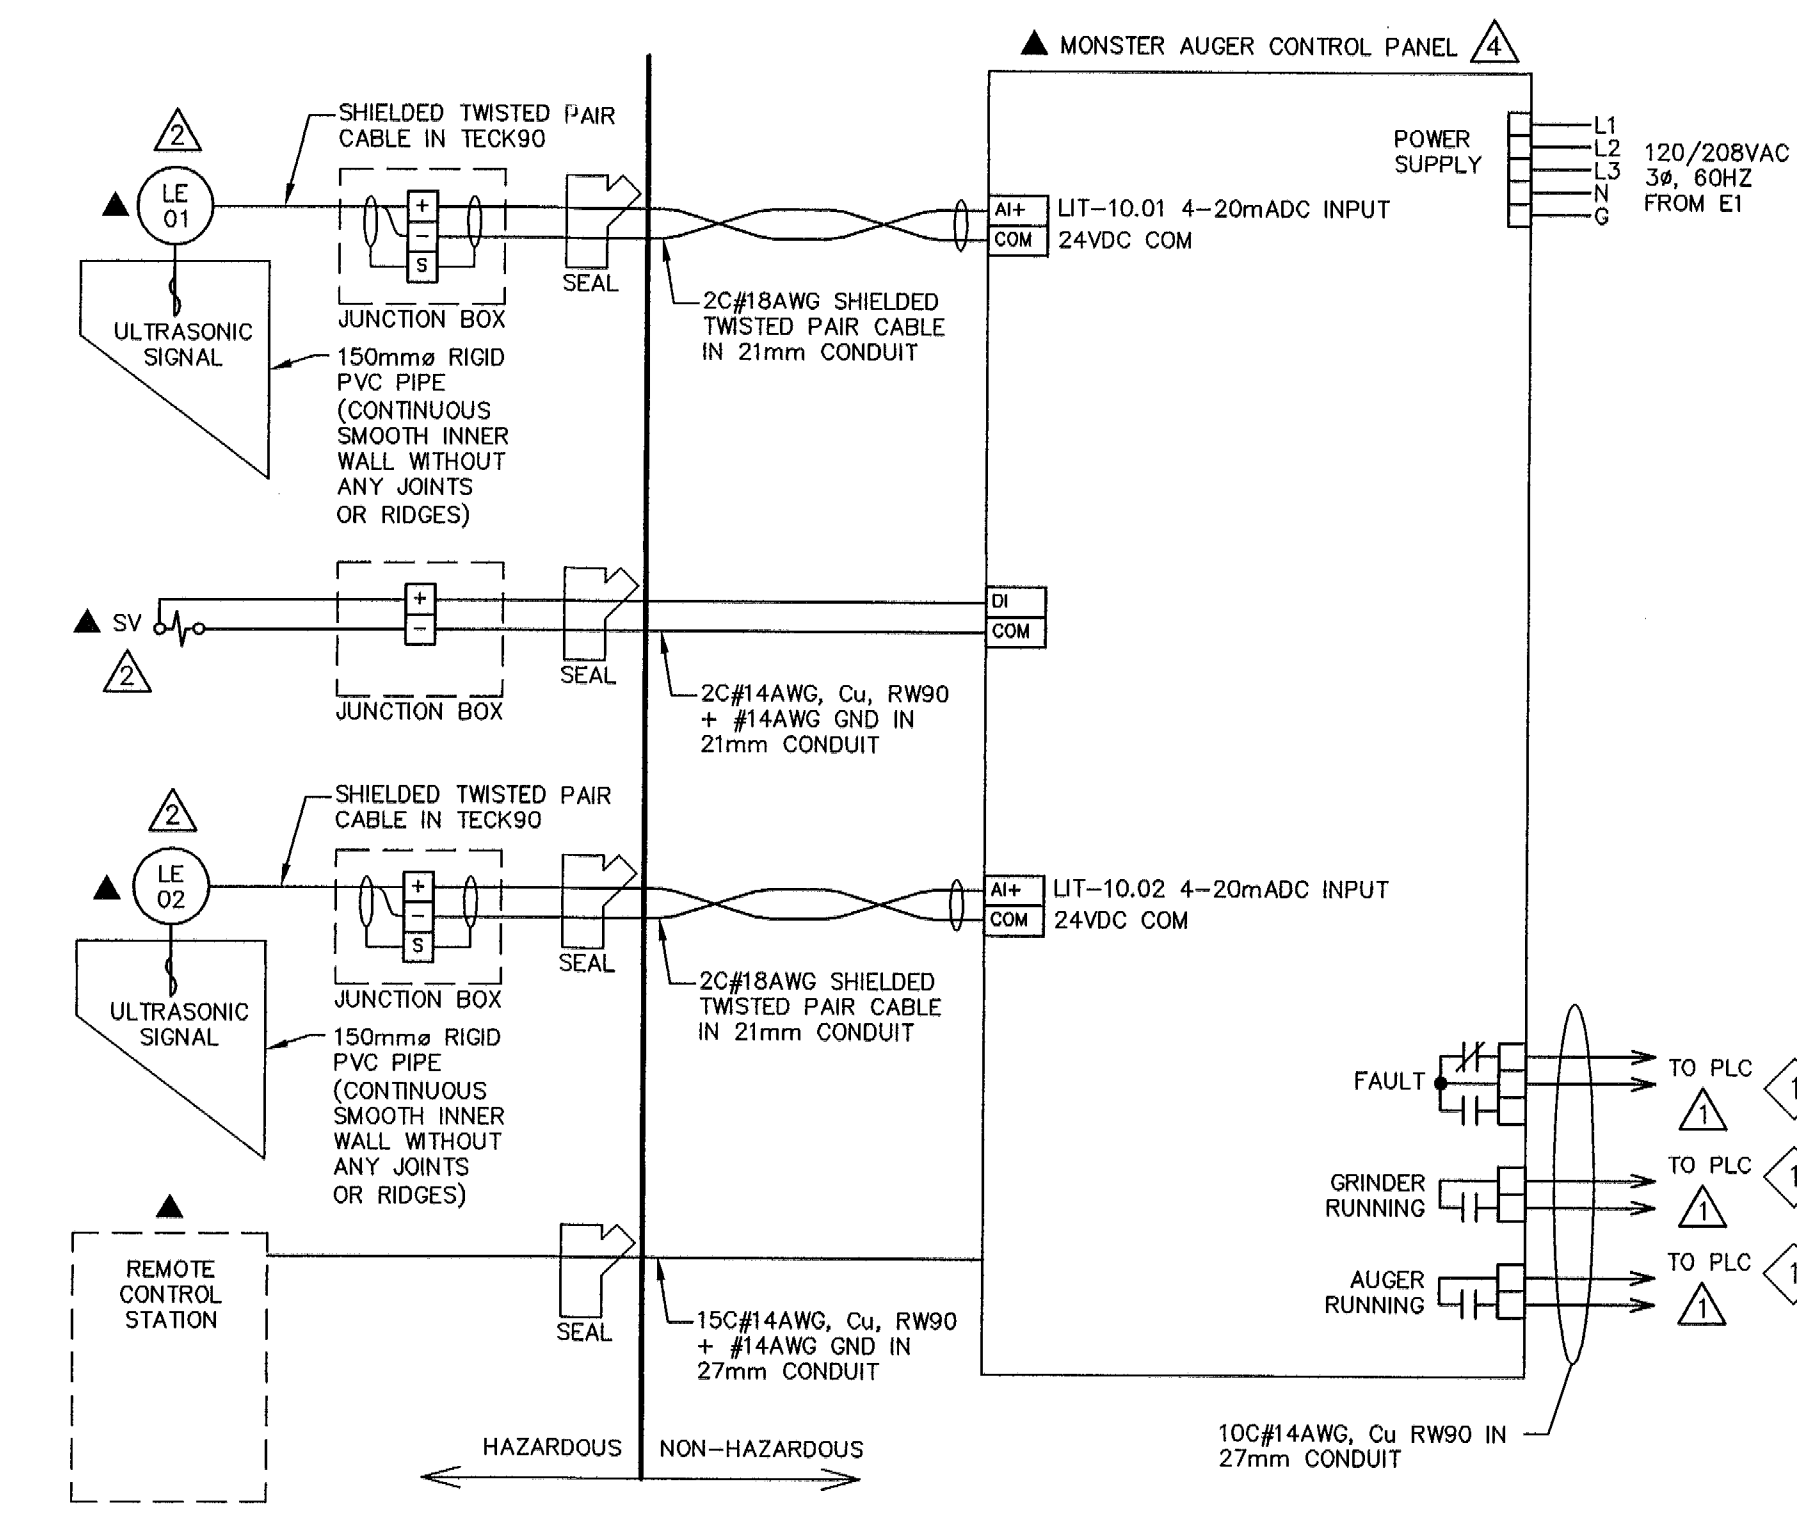 MONSTER AUGER CONTROL PANEL 4
SHIELDED TWISTED PAIR
CABLE IN TECK90
2
LE
01
+
−
S
JUNCTION BOX
SEAL
ULTRASONIC
SIGNAL
150mmø RIGID
PVC PIPE
(CONTINUOUS
SMOOTH INNER
WALL WITHOUT
ANY JOINTS
OR RIDGES)
2C#18AWG SHIELDED
TWISTED PAIR CABLE
IN 21mm CONDUIT
AI+
COM
LIT-10.01 4-20mADC INPUT
24VDC COM
POWER
SUPPLY
L1
L2
L3
N
G
120/208VAC
3ø, 60HZ
FROM E1
SV
2
+
−
JUNCTION BOX
SEAL
2C#14AWG, Cu, RW90
+ #14AWG GND IN
21mm CONDUIT
DI
COM
SHIELDED TWISTED PAIR
CABLE IN TECK90
2
LE
02
+
−
S
JUNCTION BOX
SEAL
ULTRASONIC
SIGNAL
150mmø RIGID
PVC PIPE
(CONTINUOUS
SMOOTH INNER
WALL WITHOUT
ANY JOINTS
OR RIDGES)
2C#18AWG SHIELDED
TWISTED PAIR CABLE
IN 21mm CONDUIT
AI+
COM
LIT-10.02 4-20mADC INPUT
24VDC COM
FAULT
TO PLC
1
1
GRINDER
RUNNING
TO PLC
1
1
AUGER
RUNNING
TO PLC
1
1
REMOTE
CONTROL
STATION
SEAL
15C#14AWG, Cu, RW90
+ #14AWG GND IN
27mm CONDUIT
10C#14AWG, Cu RW90 IN
27mm CONDUIT
HAZARDOUS
NON-HAZARDOUS